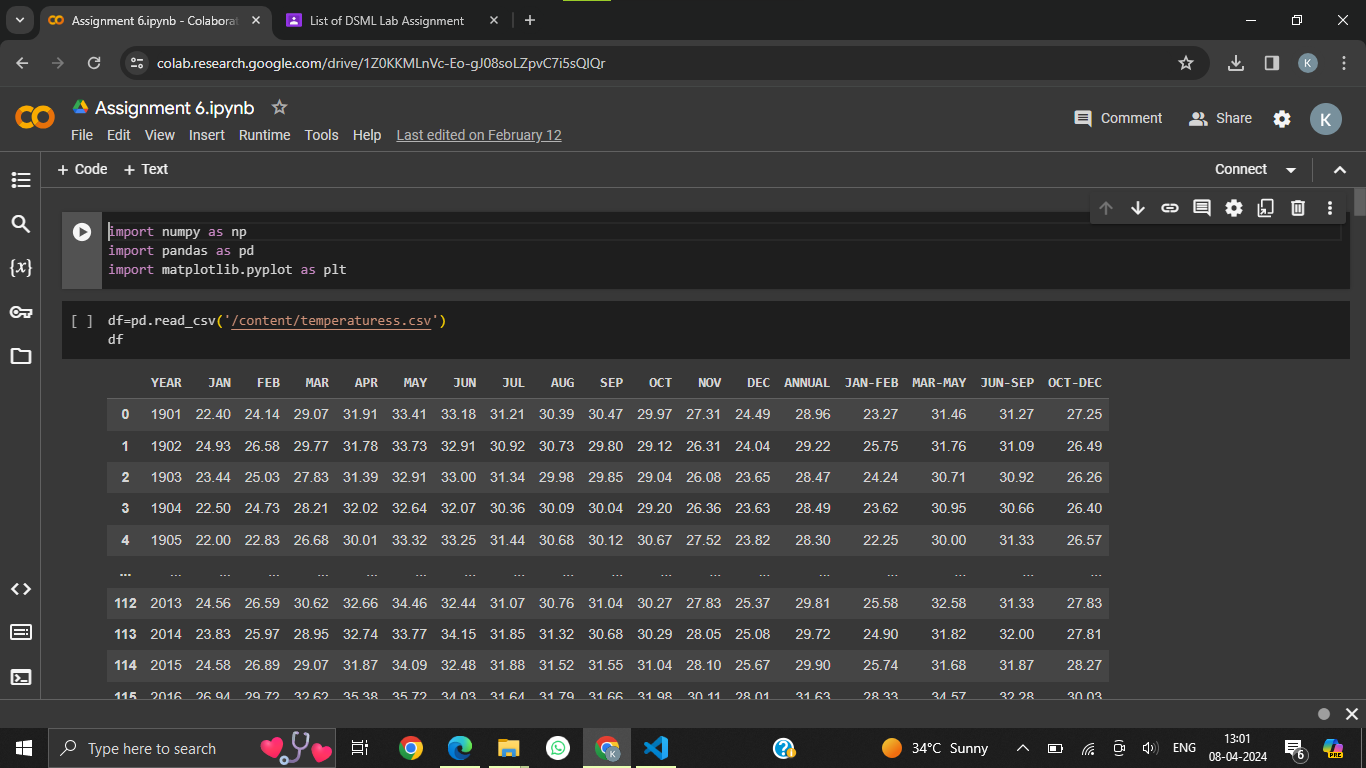 Assignment 6.ipynb - Colaborat
List of DSML Lab Assignment
colab.research.google.com/drive/1Z0KKMLnVc-Eo-gJ08soLZpvC7i5sQlQr
K
Assignment 6.ipynb
File Edit View Insert Runtime Tools Help Last edited on February 12
Comment Share K
+ Code + Text
Connect
import numpy as np
import pandas as pd
import matplotlib.pyplot as plt
{x}
[ ] df=pd.read_csv('/content/temperaturess.csv')
df
YEAR JAN FEB MAR APR MAY JUN JUL AUG SEP OCT NOV DEC ANNUAL JAN-FEB MAR-MAY JUN-SEP OCT-DEC
0 1901 22.40 24.14 29.07 31.91 33.41 33.18 31.21 30.39 30.47 29.97 27.31 24.49 28.96 23.27 31.46 31.27 27.25
1 1902 24.93 26.58 29.77 31.78 33.73 32.91 30.92 30.73 29.80 29.12 26.31 24.04 29.22 25.75 31.76 31.09 26.49
2 1903 23.44 25.03 27.83 31.39 32.91 33.00 31.34 29.98 29.85 29.04 26.08 23.65 28.47 24.24 30.71 30.92 26.26
3 1904 22.50 24.73 28.21 32.02 32.64 32.07 30.36 30.09 30.04 29.20 26.36 23.63 28.49 23.62 30.95 30.66 26.40
4 1905 22.00 22.83 26.68 30.01 33.32 33.25 31.44 30.68 30.12 30.67 27.52 23.82 28.30 22.25 30.00 31.33 26.57
... ... ... ... ... ... ... ... ... ... ... ... ... ... ... ... ... ... ...
112 2013 24.56 26.59 30.62 32.66 34.46 32.44 31.07 30.76 31.04 30.27 27.83 25.37 29.81 25.58 32.58 31.33 27.83
113 2014 23.83 25.97 28.95 32.74 33.77 34.15 31.85 31.32 30.68 30.29 28.05 25.08 29.72 24.90 31.82 32.00 27.81
114 2015 24.58 26.89 29.07 31.87 34.09 32.48 31.88 31.52 31.55 31.04 28.10 25.67 29.90 25.74 31.68 31.87 28.27
115 2016 26.94 29.72 32.62 35.38 35.72 34.03 31.64 31.79 31.66 31.98 30.11 28.01 31.63 28.33 34.57 32.28 30.03
Type here to search
34°C Sunny
ENG
13:01
08-04-2024
6
PRE